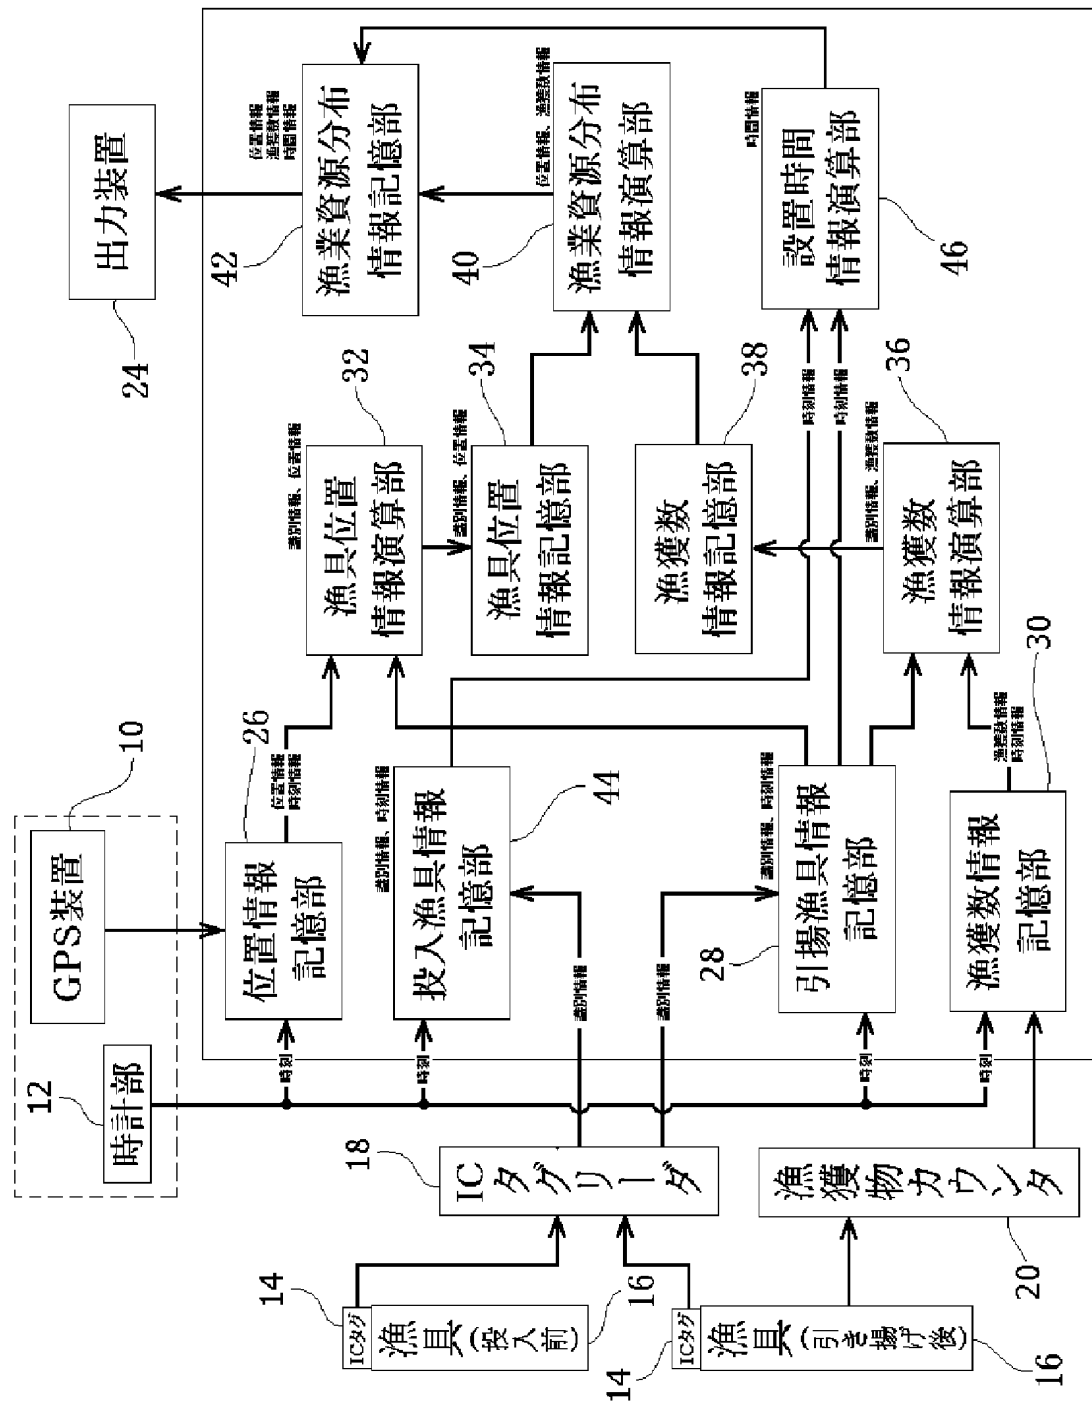 GPS装置
10
時計部
12
出力装置
24
位置情報
記憶部
26
位置情報
時刻情報
漁具位置
情報演算部
32
識別情報、位置情報
漁業資源分布
情報記憶部
42
位置情報
漁獲数情報
時間情報
投入漁具情報
記憶部
44
識別情報、時刻情報
漁具位置
情報記憶部
34
識別情報、位置情報
漁業資源分布
情報演算部
40
位置情報、漁獲数情報
漁獲数
情報記憶部
38
設置時間
情報演算部
46
時間情報
時刻情報
時刻情報
引揚漁具情報
記憶部
28
識別情報、時刻情報
漁獲数
情報演算部
36
識別情報、漁獲数情報
漁獲数情報
記憶部
30
漁獲数情報
時刻情報
時刻
時刻
時刻
時刻
識別情報
識別情報
IC
タグリーダ
18
漁獲物カウンタ
20
ICタグ
14
漁具(投入前)
16
ICタグ
14
漁具(引き揚げ後)
16